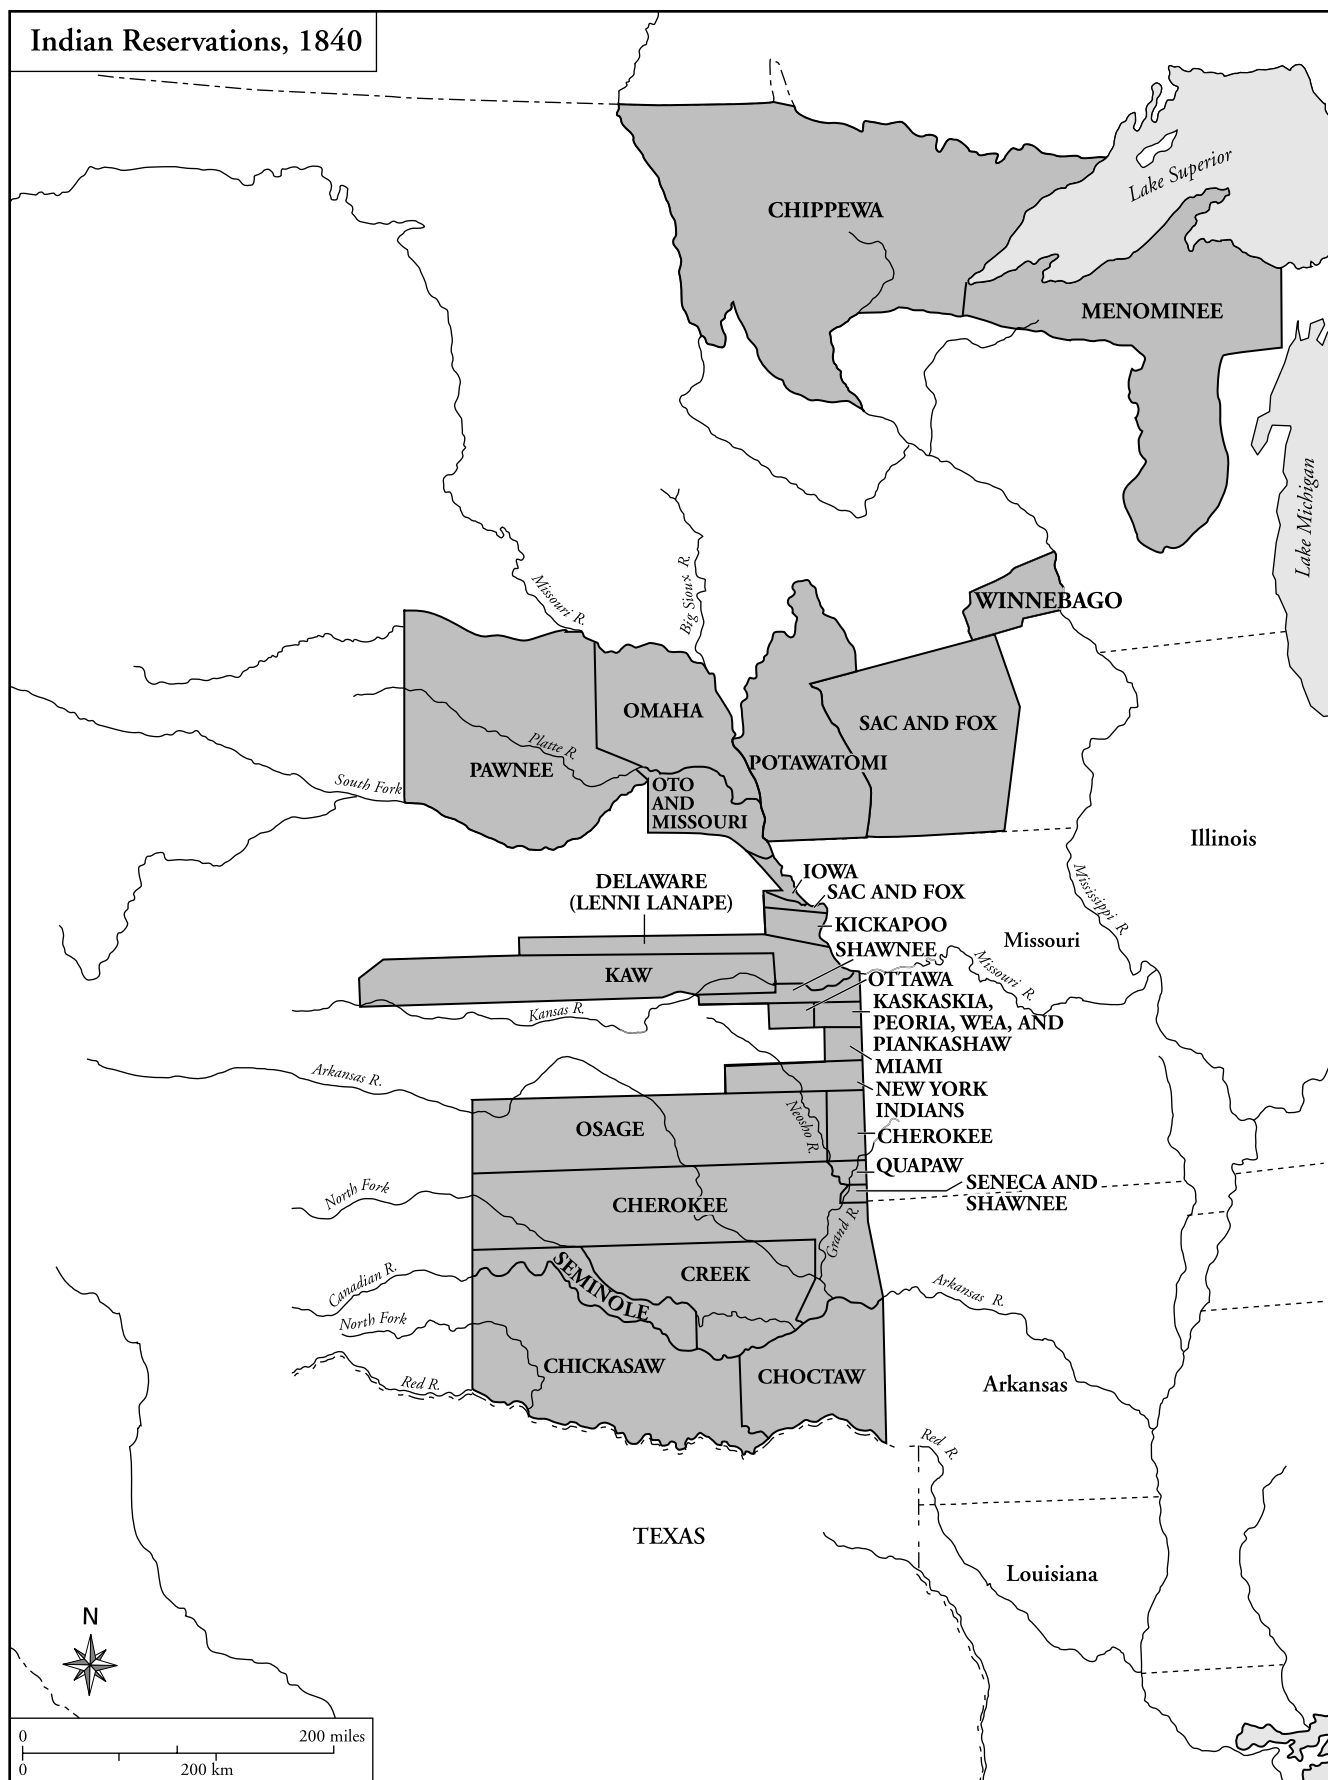 Indian Reservations, 1840
CHIPPEWA
Lake Superior
MENOMINEE
Lake Michigan
Missouri R.
Big Sioux R.
WINNEBAGO
OMAHA
SAC AND FOX
Platte R.
PAWNEE
POTAWATOMI
South Fork
OTO
AND
MISSOURI
Illinois
IOWA
DELAWARE
(LENNI LANAPE)
SAC AND FOX
Mississippi R.
KICKAPOO
Missouri
SHAWNEE
KAW
Missouri R.
OTTAWA
Kansas R.
KASKASKIA,
PEORIA, WEA, AND
PIANKASHAW
MIAMI
Arkansas R.
NEW YORK
INDIANS
Neosho R.
OSAGE
CHEROKEE
QUAPAW
SENECA AND
SHAWNEE
North Fork
CHEROKEE
Grand R.
SEMINOLE
CREEK
Canadian R.
Arkansas R.
North Fork
CHICKASAW
CHOCTAW
Arkansas
Red R.
Red R.
TEXAS
Louisiana
N
0
200 miles
0
200 km